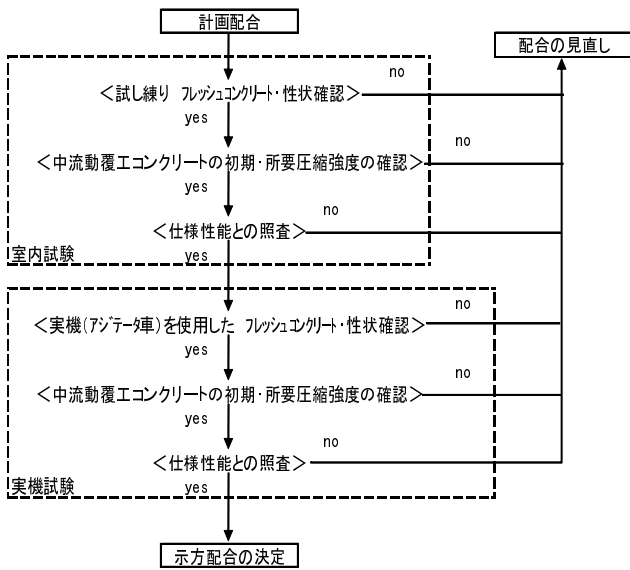 計画配合
配合の見直し
no
＜試し練り フレッシュコンクリート・性状確認＞
yes
no
＜中流動覆工コンクリートの初期・所要圧縮強度の確認＞
yes
no
＜仕様性能との照査＞
室内試験
yes
no
＜実機(アジテータ車)を使用した フレッシュコンクリート・性状確認＞
yes
no
＜中流動覆工コンクリートの初期・所要圧縮強度の確認＞
yes
no
＜仕様性能との照査＞
実機試験
yes
示方配合の決定